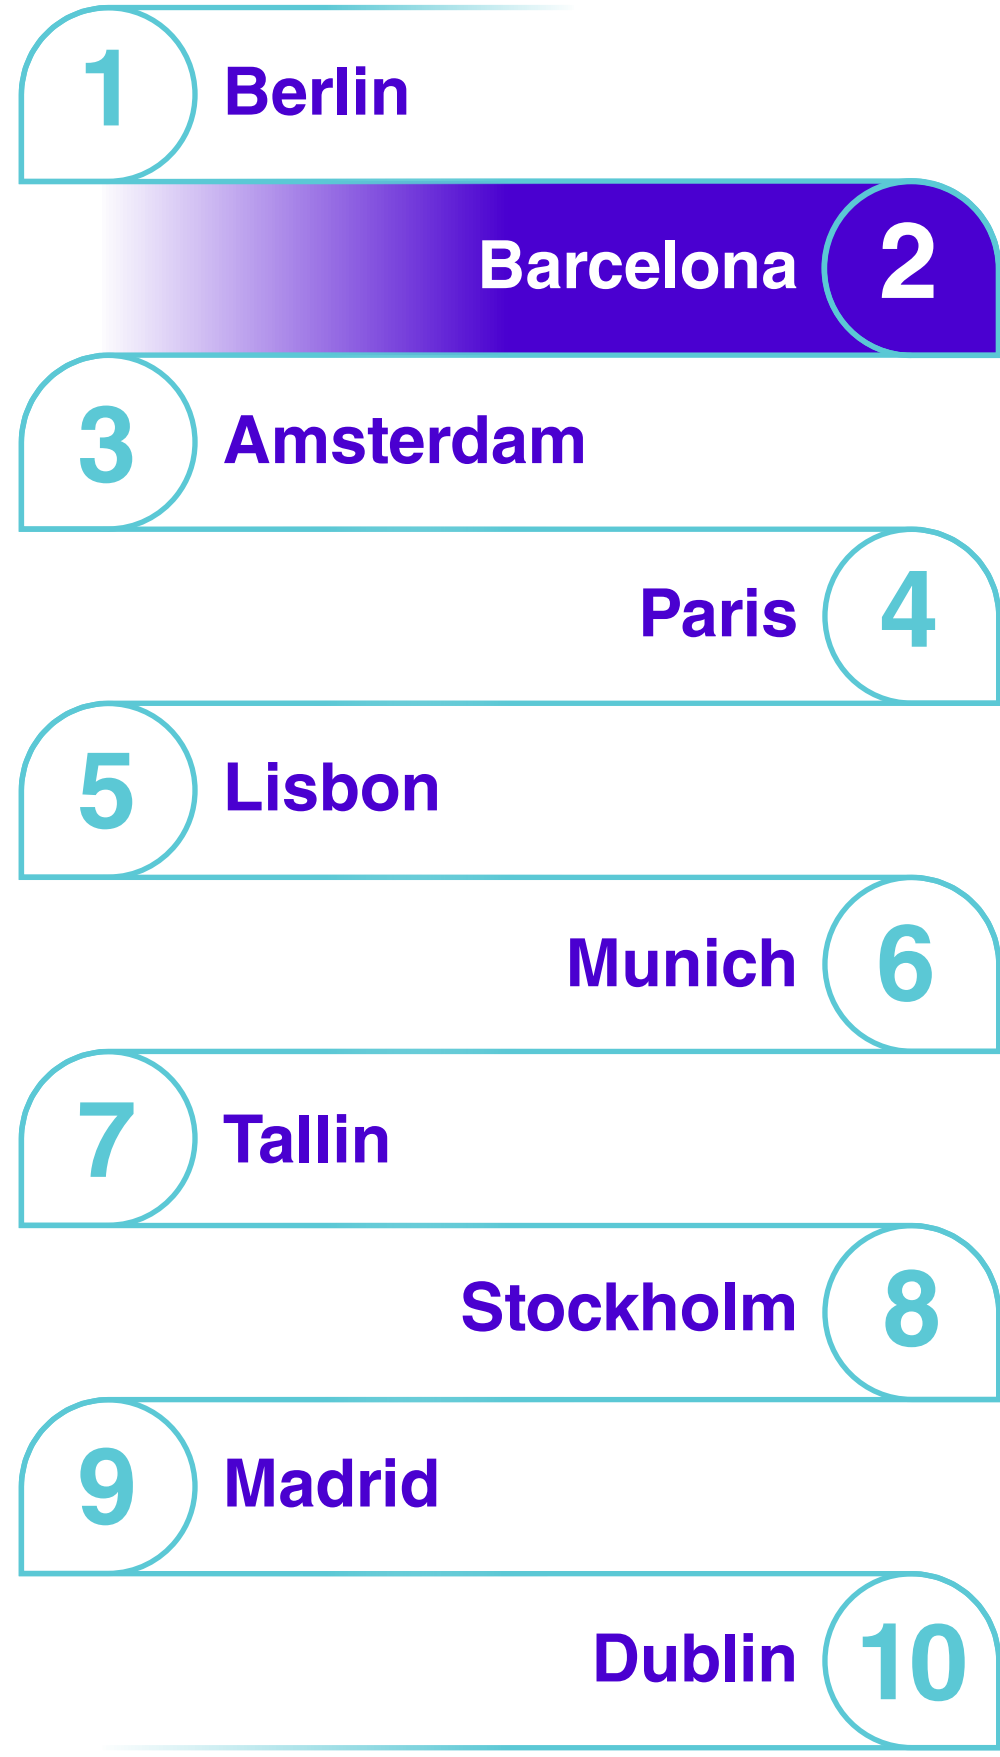 1 Berlin
Barcelona 2
3 Amsterdam
Paris 4
5 Lisbon
Munich 6
7 Tallin
Stockholm 8
9 Madrid
Dublin 10